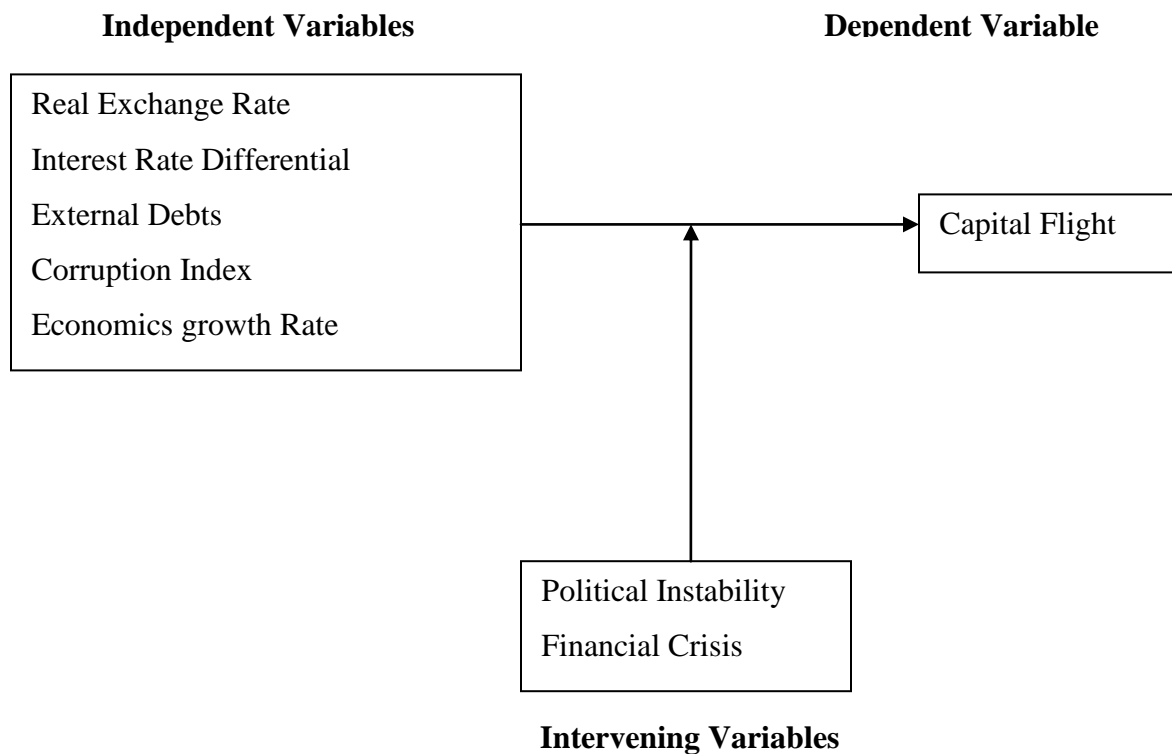 Independent Variables
Dependent Variable
Real Exchange Rate
Interest Rate Differential
External Debts
Corruption Index
Economics growth Rate
Capital Flight
Political Instability
Financial Crisis
Intervening Variables